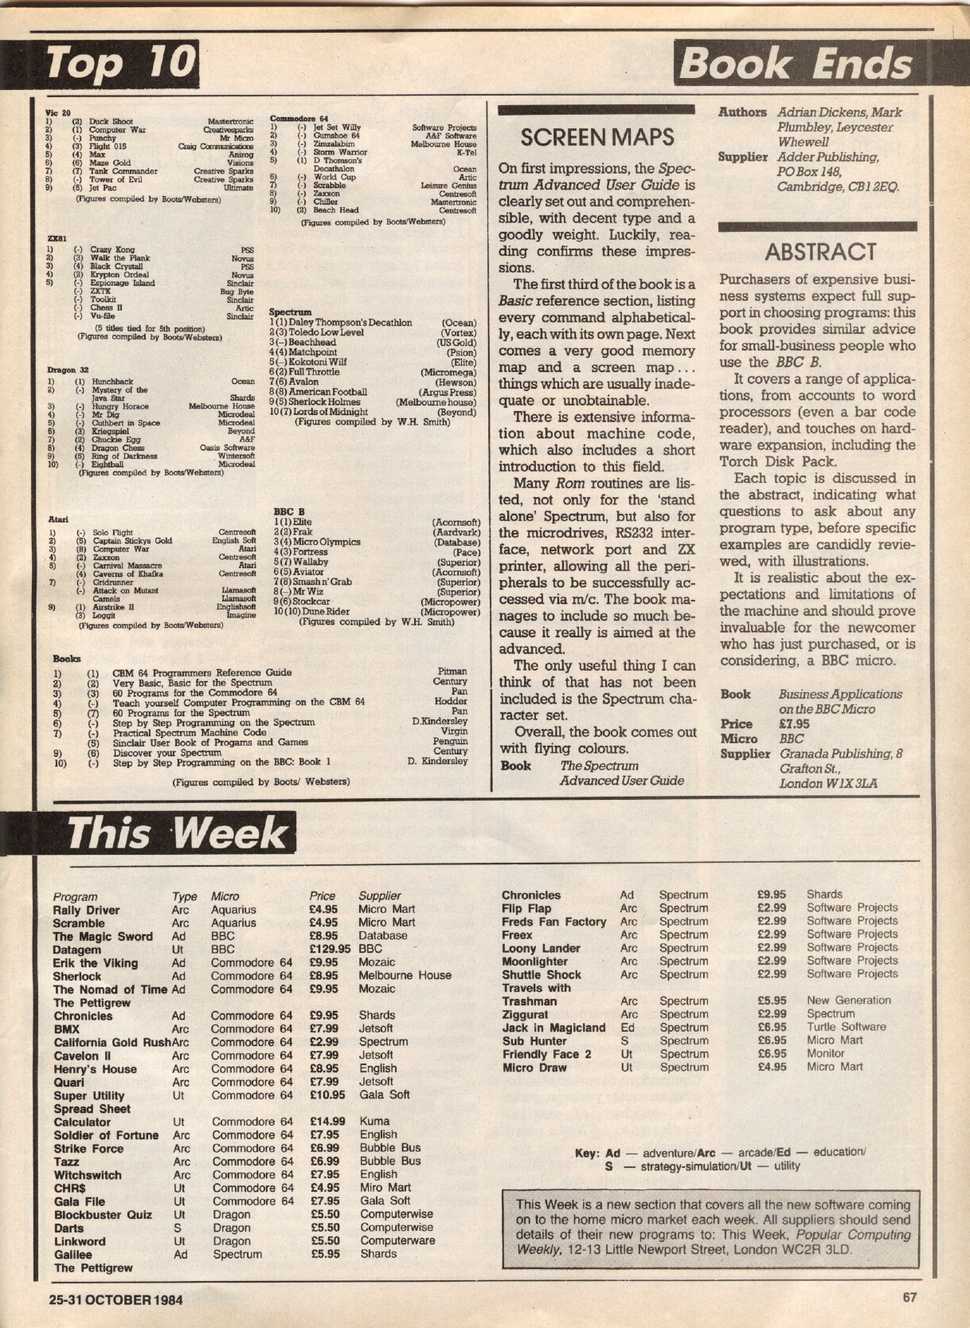 Top 10
Book Ends
Vic 20
1) (2) Duck Shoot Mastertronic
2) (1) Computer War Creativesparks
3) (-) Punchy Mr Micro
4) (3) Flight 015 Craig Communications
5) (4) Max Anirog
6) (6) Maze Gold Visions
7) (7) Tank Commander Creative Sparks
8) (-) Tower of Evil Creative Sparks
9) (5) Jet Pac Ultimate
(Figures compiled by Boots/Websters)
ZX81
1) (-) Crazy Kong PSS
2) (3) Walk the Plank Novus
3) (4) Black Crystall PSS
4) (2) Krypton Ordeal Novus
5) (-) Espionage Island Sinclair
(-) ZXTK Bug Byte
(-) Toolkit Sinclair
(-) Chess II Artic
(-) Vu-file Sinclair
(5 titles tied for 5th position)
(Figures compiled by Boots/Websters)
Dragon 32
1) (1) Hunchback Ocean
2) (-) Mystery of the
Java Star Shards
3) (-) Hungry Horace Melbourne House
4) (-) Mr Dig Microdeal
5) (-) Cuthbert in Space Microdeal
6) (3) Kriegspiel Beyond
7) (2) Chuckie Egg A&F
8) (4) Dragon Chess Oasis Software
9) (5) Ring of Darkness Wintersoft
10) (-) Eightball Microdeal
(Figures compiled by Boots/Websters)
Atari
1) (-) Solo Flight Centresoft
2) (5) Captain Stickys Gold English Soft
3) (8) Computer War Atari
4) (2) Zaxxon Centresoft
5) (-) Carnival Massacre Atari
(4) Caverns of Khafka Centresoft
7) (-) Gridrunner
(-) Attack on Mutant Llamasoft
Camels Llamasoft
9) (1) Airstrike II Englishsoft
(3) Loggit Imagine
(Figures compiled by Boots/Websters)
Commodore 64
1) (-) Jet Set Willy Software Projects
2) (-) Gumshoe 64 A&F Software
3) (-) Zimzalabim Melbourne House
4) (-) Storm Warrior K-Tel
5) (1) D Thomson's
Decathalon Ocean
6) (-) World Cup Artic
7) (-) Scrabble Leisure Genius
8) (-) Zaxxon Centresoft
9) (-) Chiller Mastertronic
10) (2) Beach Head Centresoft
(Figures compiled by Boots/Websters)
Spectrum
1 (1) Daley Thompson's Decathlon (Ocean)
2 (3) Toledo Low Level (Vortex)
3 (–) Beachhead (US Gold)
4 (4) Matchpoint (Psion)
5 (–) Kokotoni Wilf (Elite)
6 (2) Full Throttle (Micromega)
7 (6) Avalon (Hewson)
8 (8) American Football (Argus Press)
9 (5) Sherlock Holmes (Melbourne house)
10 (7) Lords of Midnight (Beyond)
(Figures compiled by W.H. Smith)
BBC B
1 (1) Elite (Acornsoft)
2 (2) Frak (Aardvark)
3 (4) Micro Olympics (Database)
4 (3) Fortress (Pace)
5 (7) Wallaby (Superior)
6 (5) Aviator (Acornsoft)
7 (8) Smash n' Grab (Superior)
8 (–) Mr Wiz (Superior)
9 (6) Stockcar (Micropower)
10 (10) Dune Rider (Micropower)
(Figures compiled by W.H. Smith)
Books
1) (1) CBM 64 Programmers Reference Guide Pitman
2) (2) Very Basic, Basic for the Spectrum Century
3) (3) 60 Programs for the Commodore 64 Pan
4) (-) Teach yourself Computer Programming on the CBM 64 Hodder
5) (7) 60 Programs for the Spectrum Pan
6) (-) Step by Step Programming on the Spectrum D.Kindersley
7) (-) Practical Spectrum Machine Code Virgin
(5) Sinclair User Book of Progams and Games Penguin
9) (6) Discover your Spectrum Century
10) (-) Step by Step Programming on the BBC: Book 1 D. Kindersley
(Figures compiled by Boots/ Websters)
SCREEN MAPS
On first impressions, the Spec-
trum Advanced User Guide is
clearly set out and comprehen-
sible, with decent type and a
goodly weight. Luckily, rea-
ding confirms these impres-
sions.
The first third of the book is a
Basic reference section, listing
every command alphabetical-
ly, each with its own page. Next
comes a very good memory
map and a screen map...
things which are usually inade-
quate or unobtainable.
There is extensive informa-
tion about machine code,
which also includes a short
introduction to this field.
Many Rom routines are lis-
ted, not only for the 'stand
alone' Spectrum, but also for
the microdrives, RS232 inter-
face, network port and ZX
printer, allowing all the peri-
pherals to be successfully ac-
cessed via m/c. The book ma-
nages to include so much be-
cause it really is aimed at the
advanced.
The only useful thing I can
think of that has not been
included is the Spectrum cha-
racter set.
Overall, the book comes out
with flying colours.
Book The Spectrum
Advanced User Guide
Authors Adrian Dickens, Mark
Plumbley, Leycester
Whewell
Supplier Adder Publishing,
PO Box 148,
Cambridge, CB1 2EQ.
ABSTRACT
Purchasers of expensive busi-
ness systems expect full sup-
port in choosing programs: this
book provides similar advice
for small-business people who
use the BBC B.
It covers a range of applica-
tions, from accounts to word
processors (even a bar code
reader), and touches on hard-
ware expansion, including the
Torch Disk Pack.
Each topic is discussed in
the abstract, indicating what
questions to ask about any
program type, before specific
examples are candidly revie-
wed, with illustrations.
It is realistic about the ex-
pectations and limitations of
the machine and should prove
invaluable for the newcomer
who has just purchased, or is
considering, a BBC micro.
Book Business Applications
on the BBC Micro
Price £7.95
Micro BBC
Supplier Granada Publishing, 8
Grafton St.,
London W1X 3LA
This Week
Program Type Micro Price Supplier
Rally Driver Arc Aquarius £4.95 Micro Mart
Scramble Arc Aquarius £4.95 Micro Mart
The Magic Sword Ad BBC £8.95 Database
Datagem Ut BBC £129.95 BBC
Erik the Viking Ad Commodore 64 £9.95 Mozaic
Sherlock Ad Commodore 64 £8.95 Melbourne House
The Nomad of Time Ad Commodore 64 £9.95 Mozaic
The Pettigrew
Chronicles Ad Commodore 64 £9.95 Shards
BMX Arc Commodore 64 £7.99 Jetsoft
California Gold Rush Arc Commodore 64 £2.99 Spectrum
Cavelon II Arc Commodore 64 £7.99 Jetsoft
Henry's House Arc Commodore 64 £8.95 English
Quari Arc Commodore 64 £7.99 Jetsoft
Super Utility Ut Commodore 64 £10.95 Gala Soft
Spread Sheet
Calculator Ut Commodore 64 £14.99 Kuma
Soldier of Fortune Arc Commodore 64 £7.95 English
Strike Force Arc Commodore 64 £6.99 Bubble Bus
Tazz Arc Commodore 64 £6.99 Bubble Bus
Witchswitch Arc Commodore 64 £7.95 English
CHR$ Ut Commodore 64 £4.95 Miro Mart
Gala File Ut Commodore 64 £7.95 Gala Soft
Blockbuster Quiz Ut Dragon £5.50 Computerwise
Darts S Dragon £5.50 Computerwise
Linkword Ut Dragon £5.50 Computerware
Galilee Ad Spectrum £5.95 Shards
The Pettigrew
Chronicles Ad Spectrum £9.95 Shards
Flip Flap Arc Spectrum £2.99 Software Projects
Freds Fan Factory Arc Spectrum £2.99 Software Projects
Freex Arc Spectrum £2.99 Software Projects
Loony Lander Arc Spectrum £2.99 Software Projects
Moonlighter Arc Spectrum £2.99 Software Projects
Shuttle Shock Arc Spectrum £2.99 Software Projects
Travels with
Trashman Arc Spectrum £5.95 New Generation
Ziggurat Arc Spectrum £2.99 Spectrum
Jack in Magicland Ed Spectrum £6.95 Turtle Software
Sub Hunter S Spectrum £6.95 Micro Mart
Friendly Face 2 Ut Spectrum £6.95 Monitor
Micro Draw Ut Spectrum £4.95 Micro Mart
Key: Ad — adventure/Arc — arcade/Ed — education/
S — strategy-simulation/Ut — utility
This Week is a new section that covers all the new software coming
on to the home micro market each week. All suppliers should send
details of their new programs to: This Week, Popular Computing
Weekly, 12-13 Little Newport Street, London WC2R 3LD.
25-31 OCTOBER 1984
67